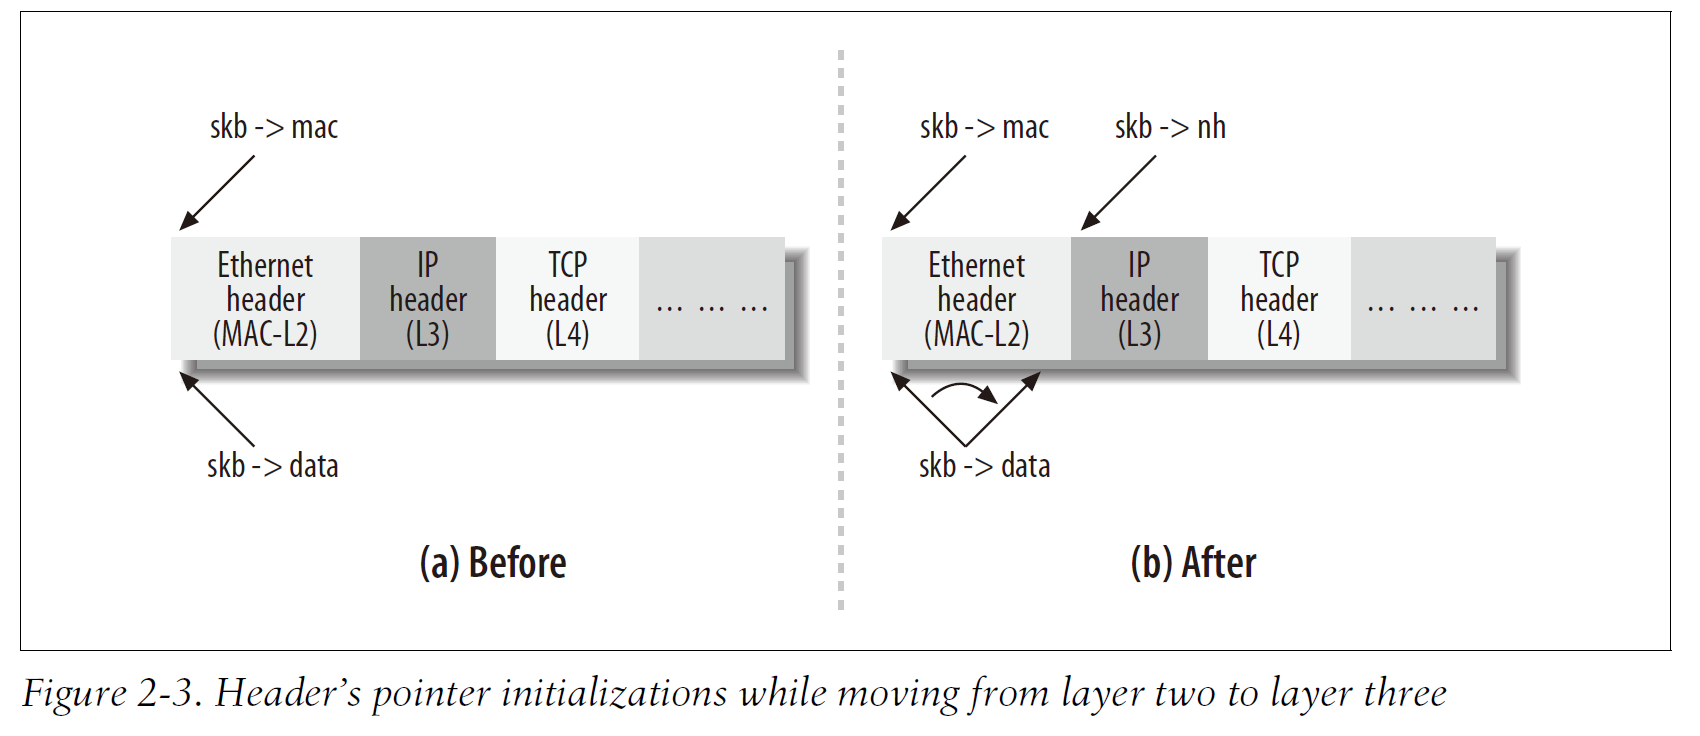 skb -> mac
Ethernet
header
(MAC-L2)
IP
header
(L3)
TCP
header
(L4)
... ... ...
skb -> data
(a) Before
skb -> mac
skb -> nh
Ethernet
header
(MAC-L2)
IP
header
(L3)
TCP
header
(L4)
... ... ...
skb -> data
(b) After
Figure 2-3. Header’s pointer initializations while moving from layer two to layer three